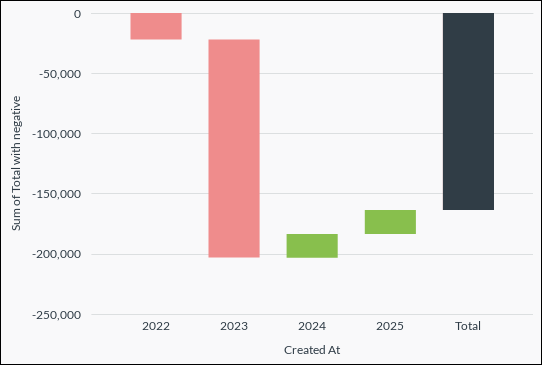 Sum of Total with negative
0
-50,000
-100,000
-150,000
-200,000
-250,000
2022 2023 2024 2025 Total
Created At